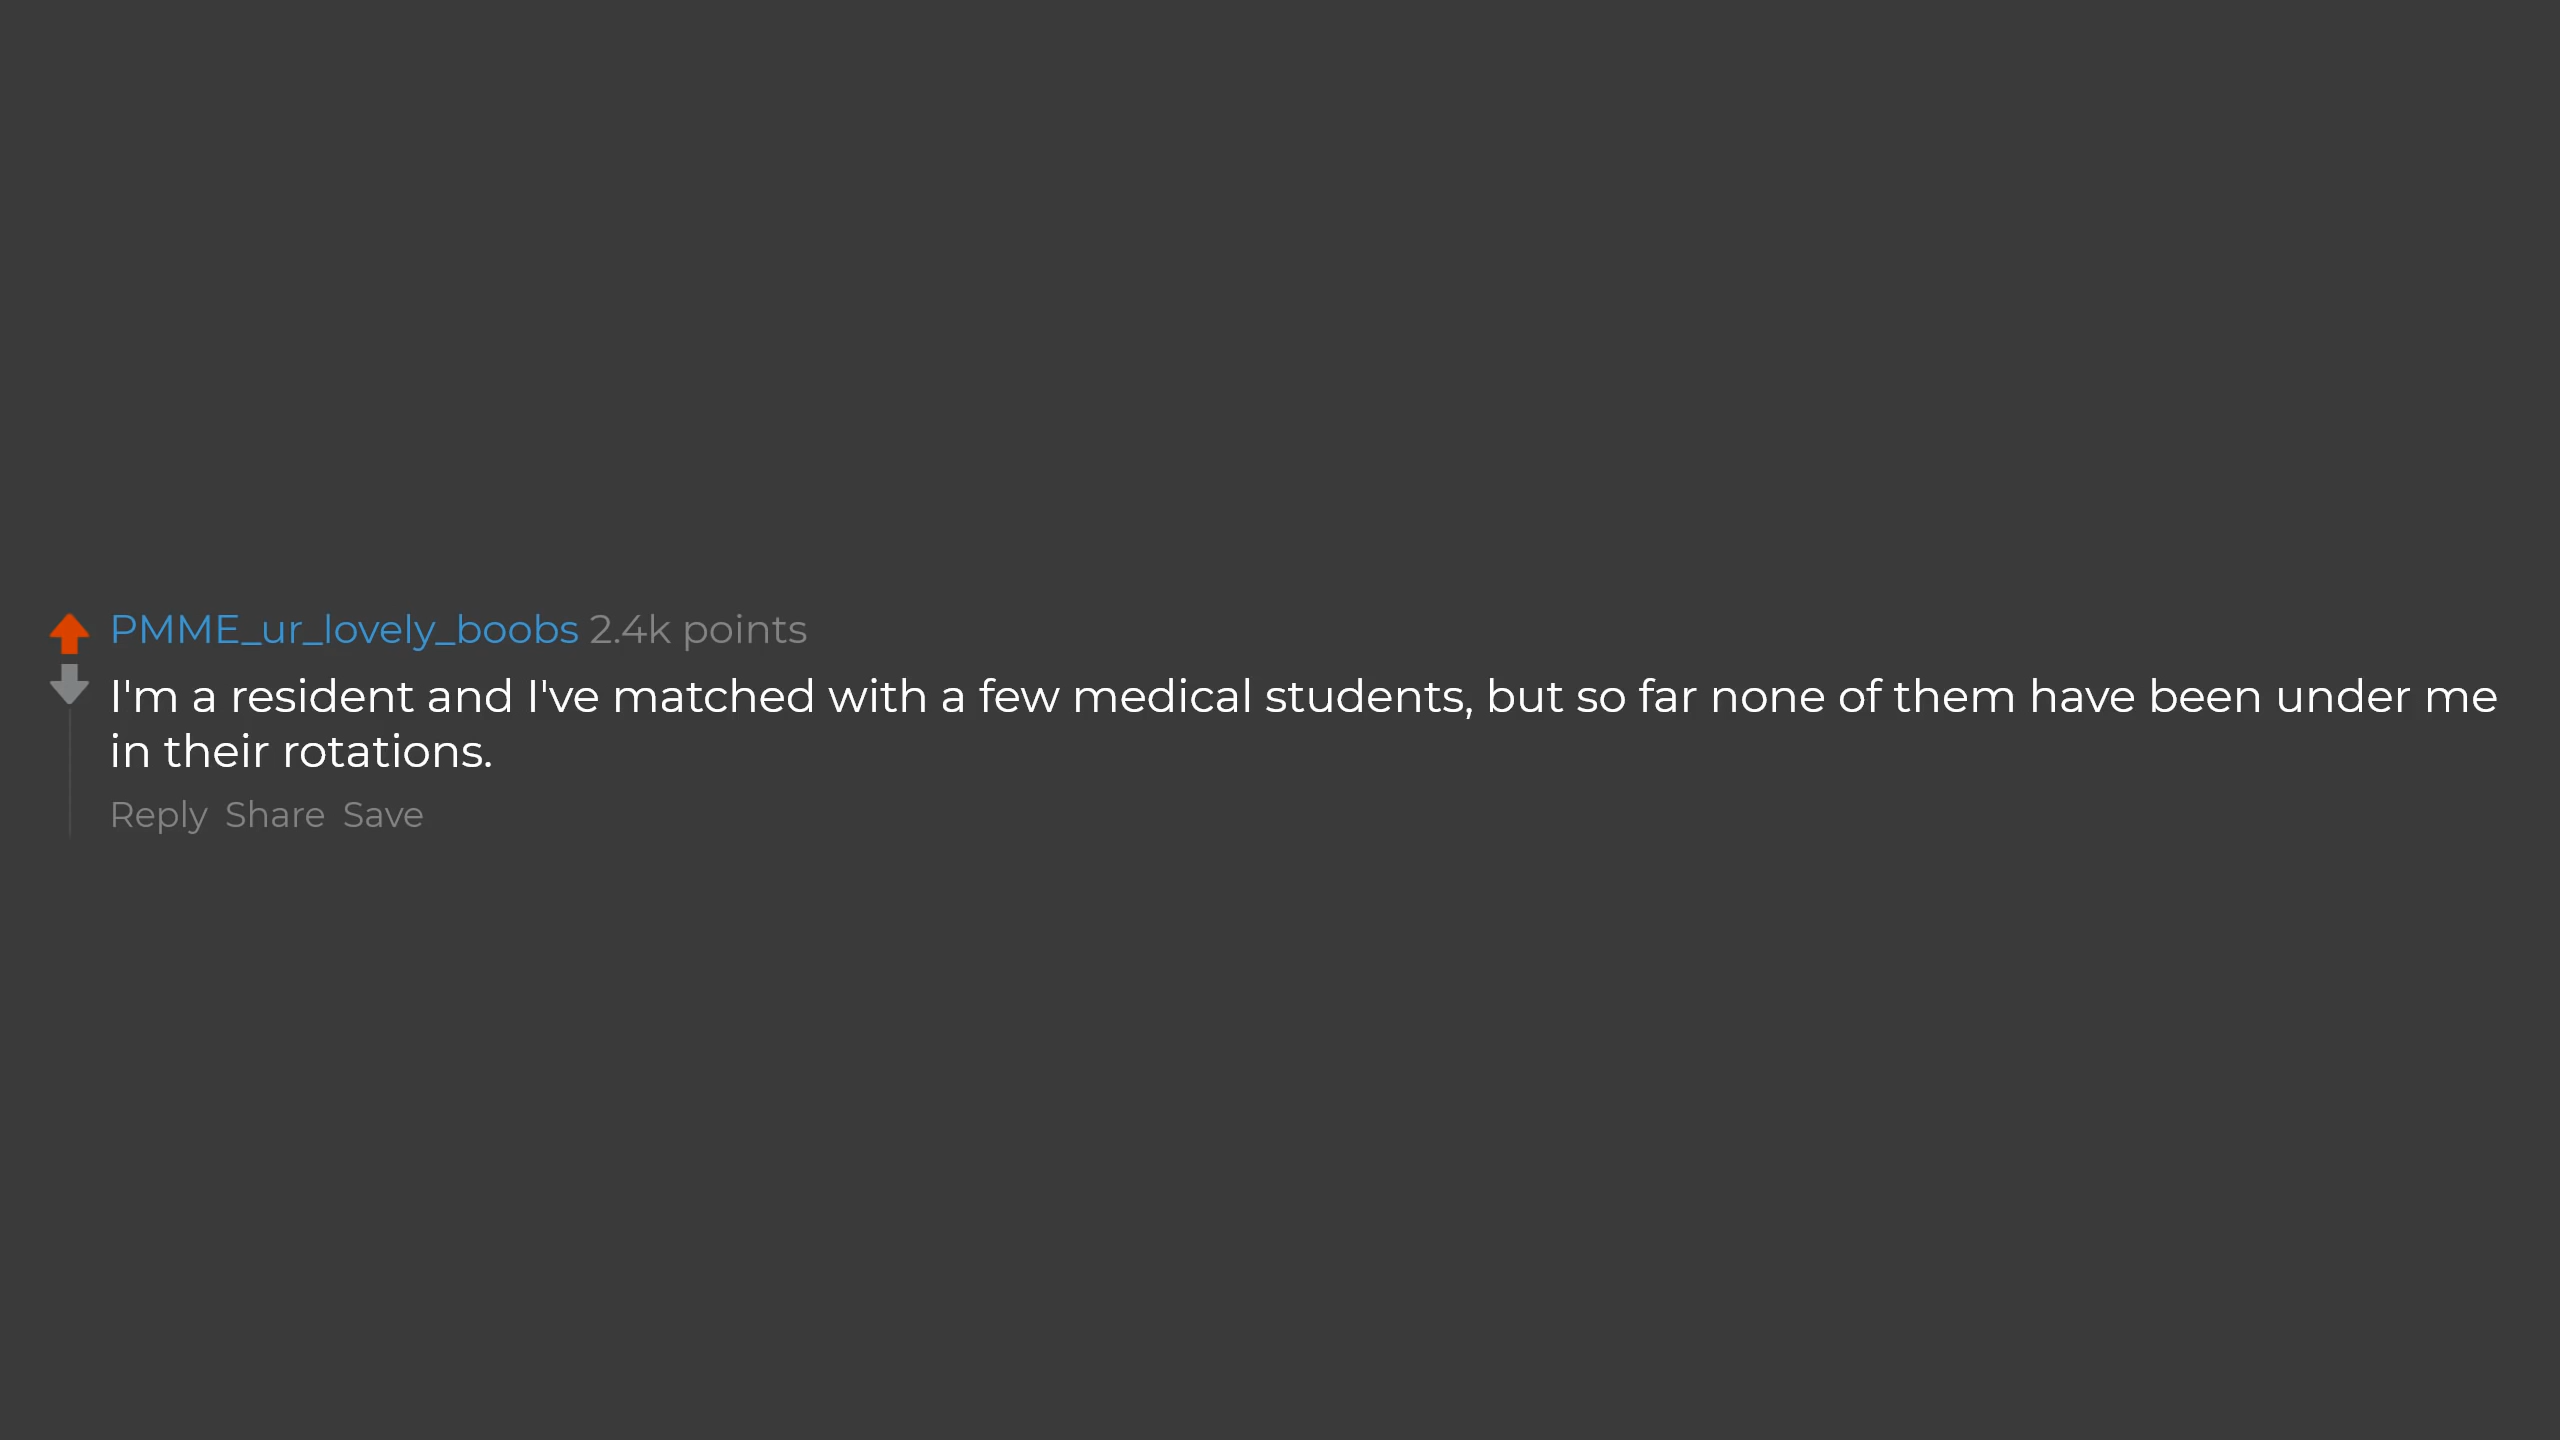 PMME_ur_lovely_boobs 2.4k points
I'm a resident and I've matched with a few medical students, but so far none of them have been under me
in their rotations.
Reply Share Save